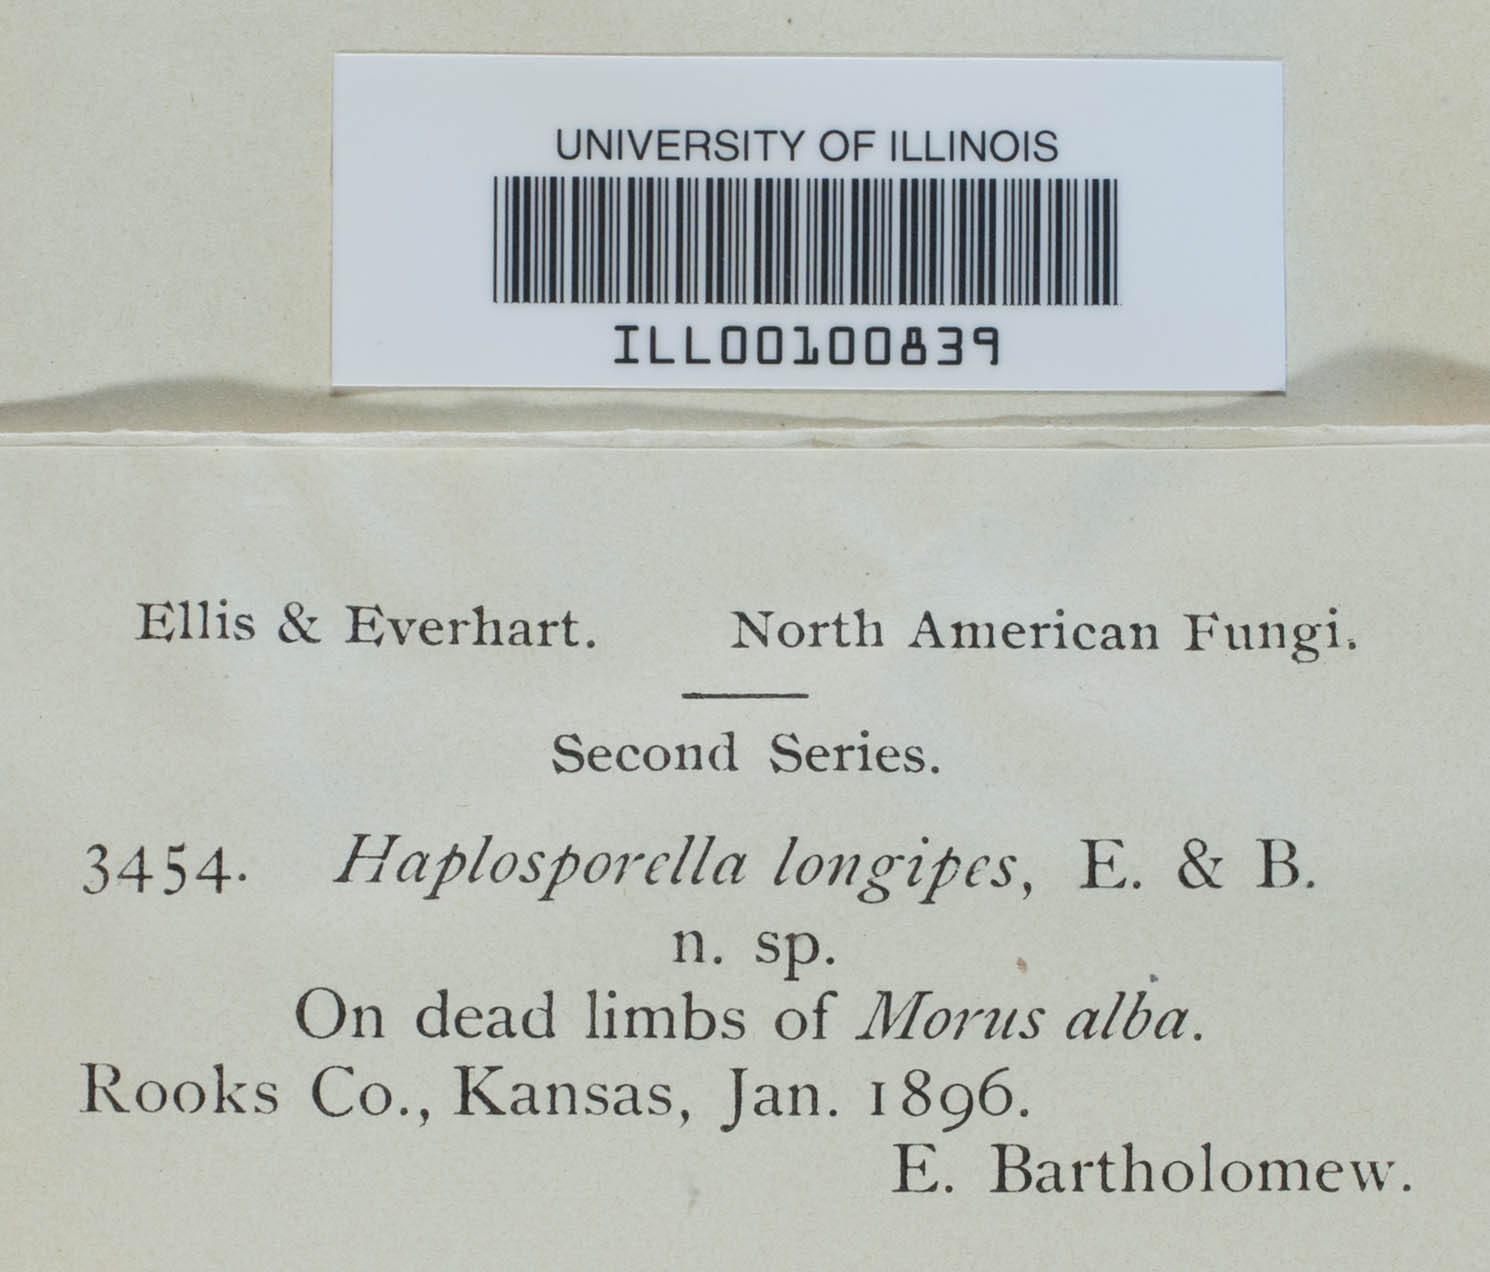 UNIVERSITY OF ILLINOIS
ILL00100839
Ellis & Everhart. North American Fungi.
Second Series.
3454. Haplosporella longipes, E. & B.
n. sp.
On dead limbs of Morus alba.
Rooks Co., Kansas, Jan. 1896.
E. Bartholomew.